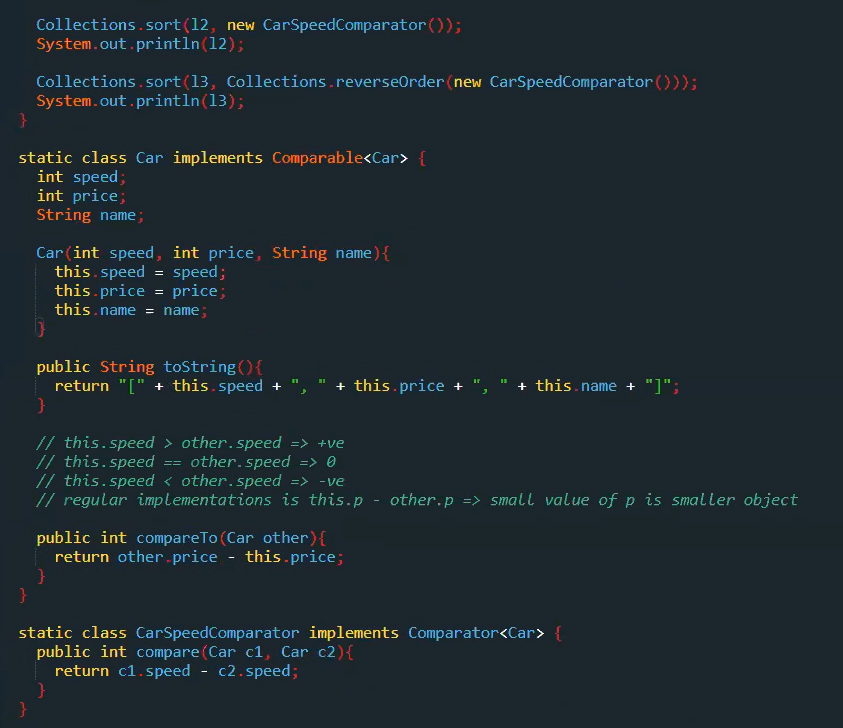 Collections.sort(l2, new CarSpeedComparator());
System.out.println(l2);
Collections.sort(l3, Collections.reverseOrder(new CarSpeedComparator()));
System.out.println(l3);
}
static class Car implements Comparable<Car> {
int speed;
int price;
String name;
Car(int speed, int price, String name){
this.speed = speed;
this.price = price;
this.name = name;
}
public String toString(){
return "[" + this.speed + ", " + this.price + ", " + this.name + "]";
}
// this.speed > other.speed => +ve
// this.speed == other.speed => 0
// this.speed < other.speed => -ve
// regular implementations is this.p - other.p => small value of p is smaller object
public int compareTo(Car other){
return other.price - this.price;
}
}
static class CarSpeedComparator implements Comparator<Car> {
public int compare(Car c1, Car c2){
return c1.speed - c2.speed;
}
}